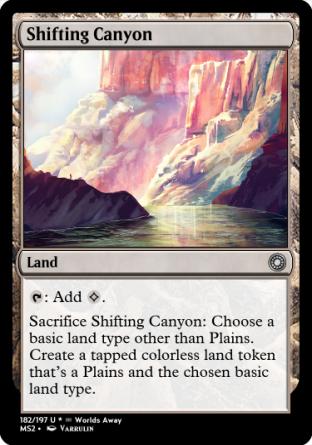 Shifting Canyon
Land
: Add .
Sacrifice Shifting Canyon: Choose a
basic land type other than Plains.
Create a tapped colorless land token
that's a Plains and the chosen basic
land type.
182/197 U * = Worlds Away
MS2 • Varrulin